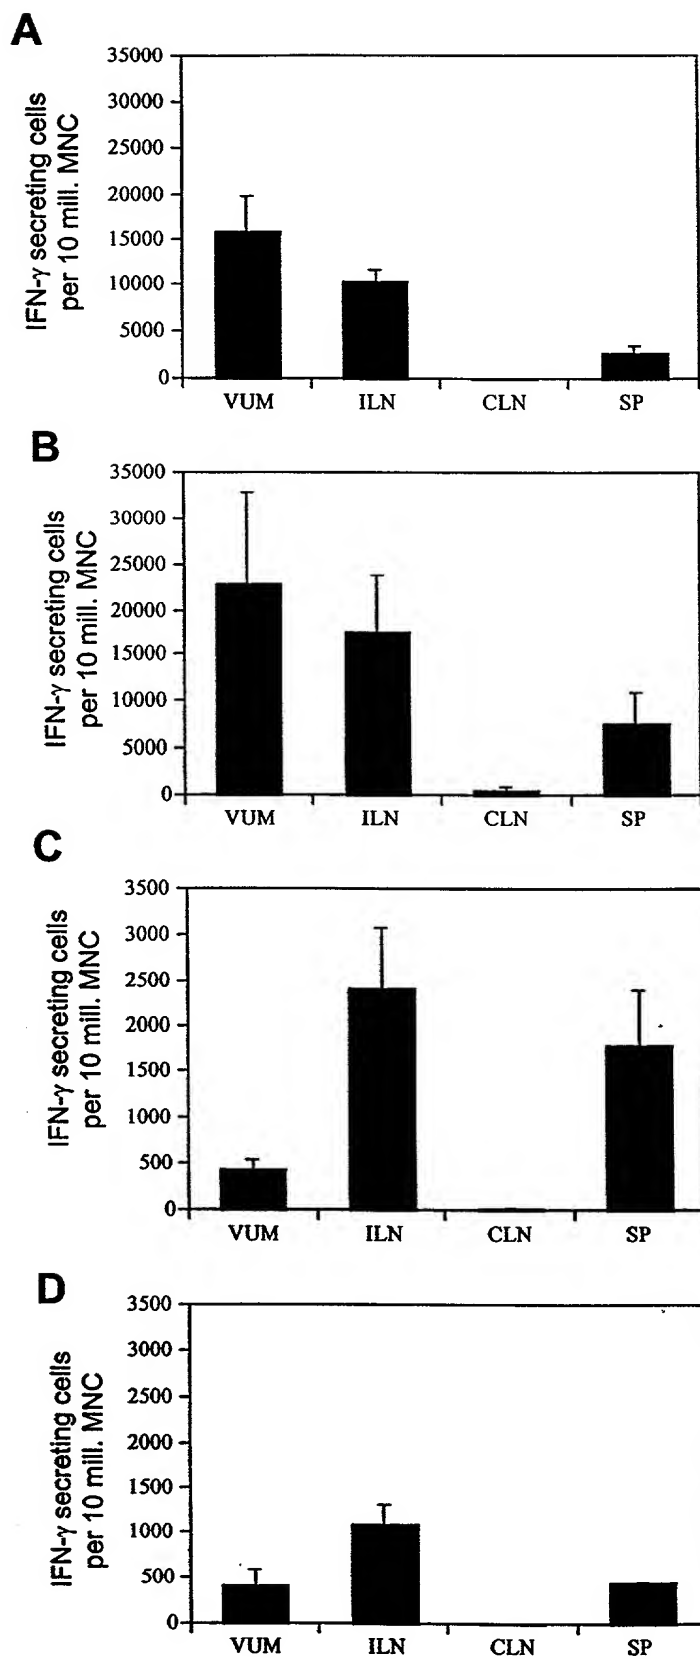 A
IFN-γ secreting cells
per 10 mill. MNC
35000
30000
25000
20000
15000
10000
5000
0
VUM ILN CLN SP
B
IFN-γ secreting cells
per 10 mill. MNC
35000
30000
25000
20000
15000
10000
5000
0
VUM ILN CLN SP
C
IFN-γ secreting cells
per 10 mill. MNC
3500
3000
2500
2000
1500
1000
500
0
VUM ILN CLN SP
D
IFN-γ secreting cells
per 10 mill. MNC
3500
3000
2500
2000
1500
1000
500
0
VUM ILN CLN SP